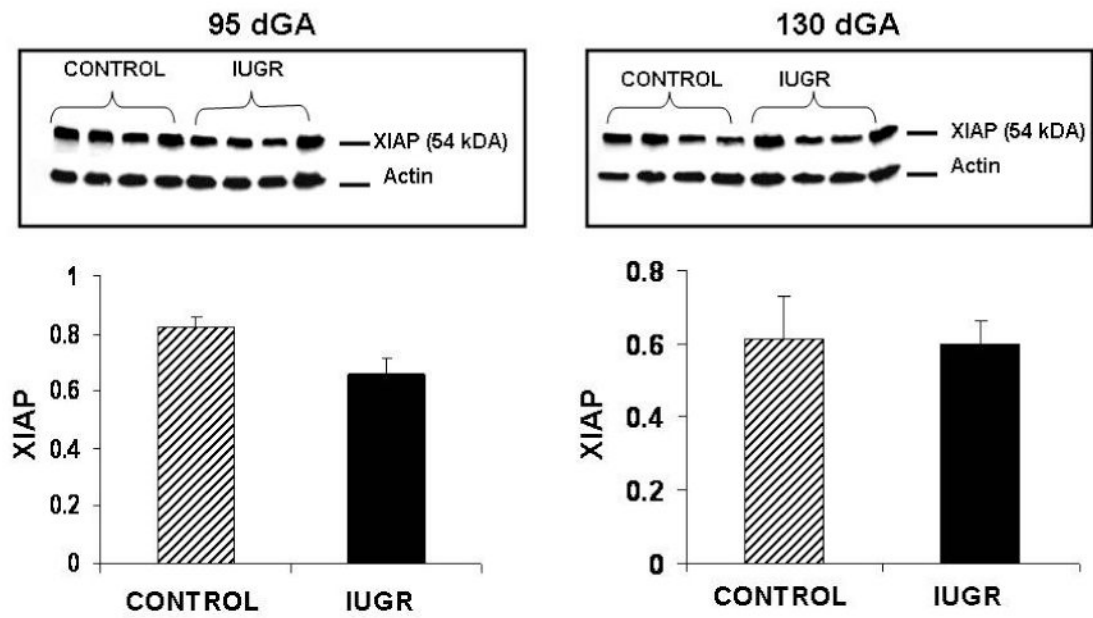 95 dGA
CONTROL IUGR
XIAP (54 kDA)
Actin
1
0.8
0.6
0.4
0.2
0
XIAP
CONTROL IUGR
130 dGA
CONTROL IUGR
XIAP (54 kDA)
Actin
0.8
0.6
0.4
0.2
0
XIAP
CONTROL IUGR